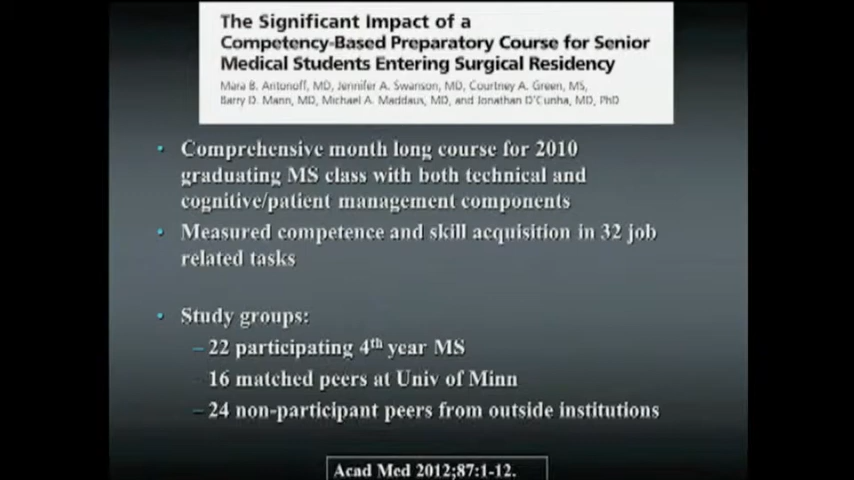 The Significant Impact of a
Competency-Based Preparatory Course for Senior
Medical Students Entering Surgical Residency
Mara B. Antonoff, MD, Jennifer A. Swanson, MD, Courtney A. Green, MS,
Barry D. Mann, MD, Michael A. Maddaus, MD, and Jonathan D'Cunha, MD, PhD
• Comprehensive month long course for 2010
graduating MS class with both technical and
cognitive/patient management components
• Measured competence and skill acquisition in 32 job
related tasks
• Study groups:
– 22 participating 4th year MS
– 16 matched peers at Univ of Minn
– 24 non-participant peers from outside institutions
Acad Med 2012;87:1-12.